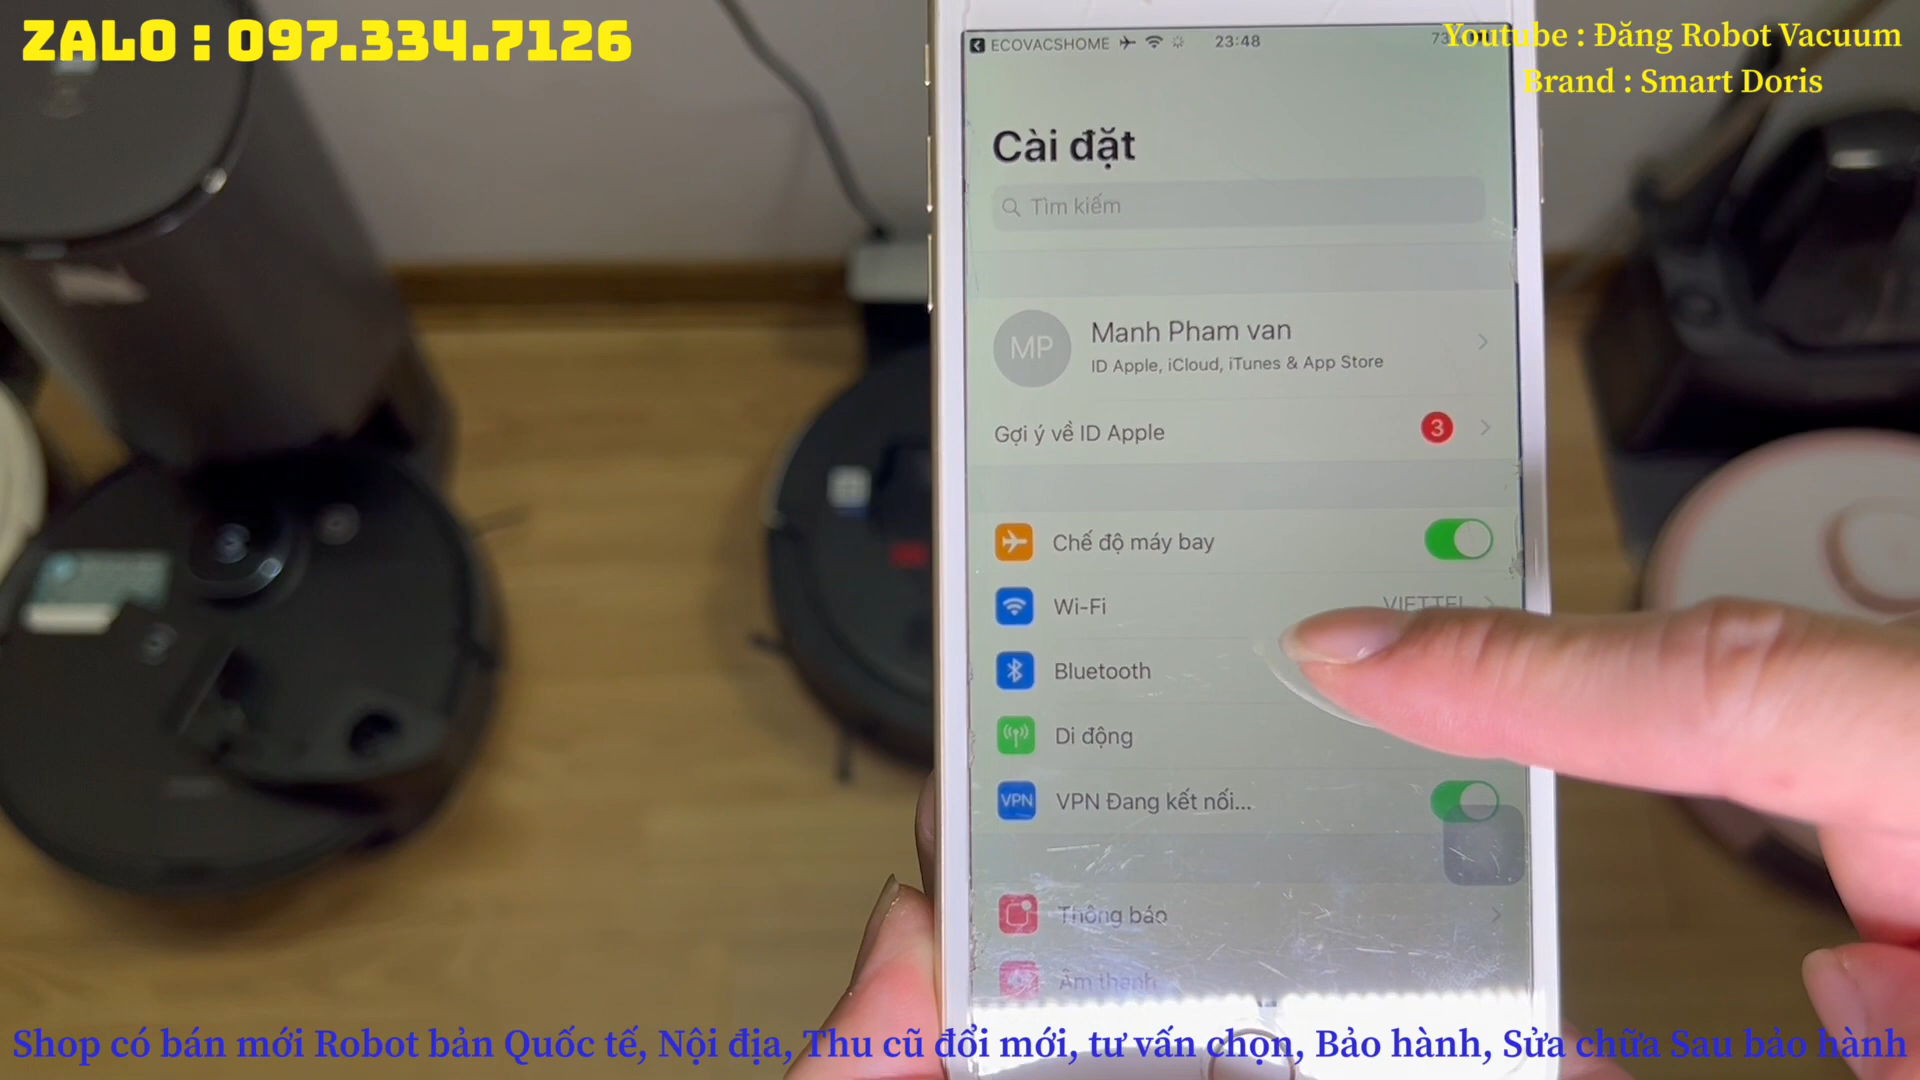 ZALO : 097.334.7126
Youtube : Đăng Robot Vacuum
Brand : Smart Doris
ECOVACSHOME
23:48
Cài đặt
Tìm kiếm
MP
Manh Pham van
ID Apple, iCloud, iTunes & App Store
Gợi ý về ID Apple
3
Chế độ máy bay
Wi-Fi
VIETTEL
Bluetooth
Di động
VPN
VPN Đang kết nối...
Thông báo
Âm thanh
Shop có bán mới Robot bản Quốc tế, Nội địa, Thu cũ đổi mới, tư vấn chọn, Bảo hành, Sửa chữa Sau bảo hành